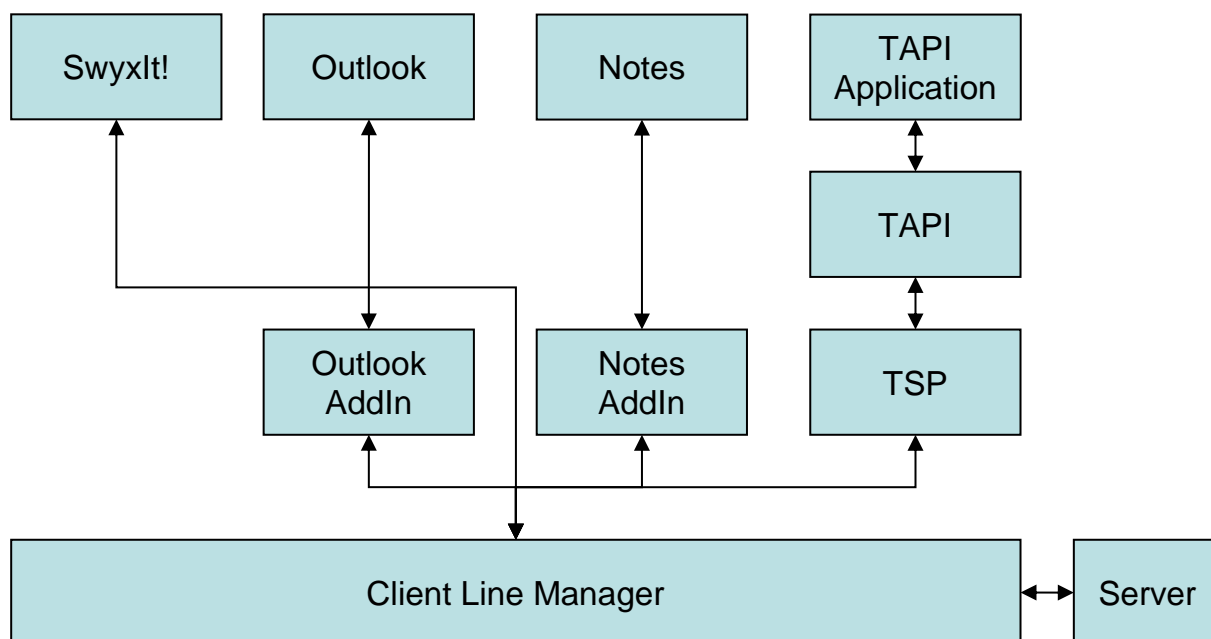 SwyxIt!
Outlook
Notes
TAPI
Application
TAPI
Outlook
AddIn
Notes
AddIn
TSP
Client Line Manager
Server